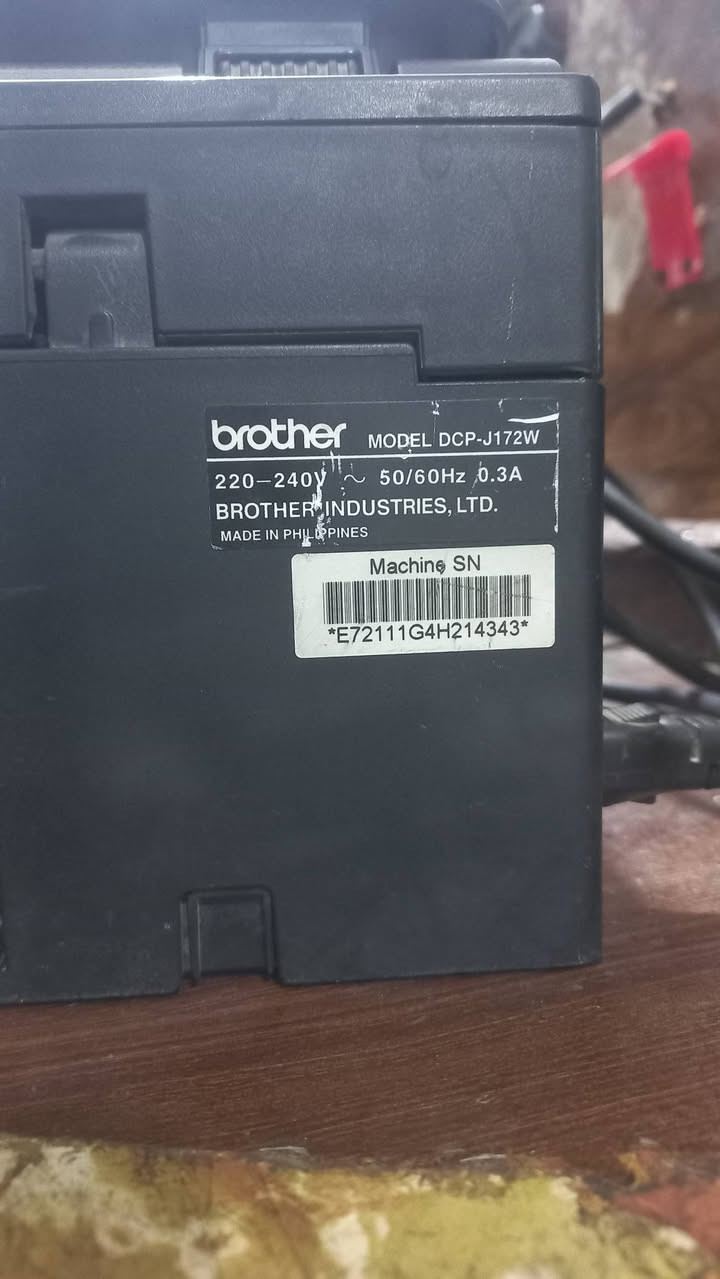 brother MODEL DCP-J172W
220-240V ~ 50/60Hz 0.3A
BROTHER INDUSTRIES, LTD.
MADE IN PHILIPPINES
Machine SN
*E72111G4H214343*